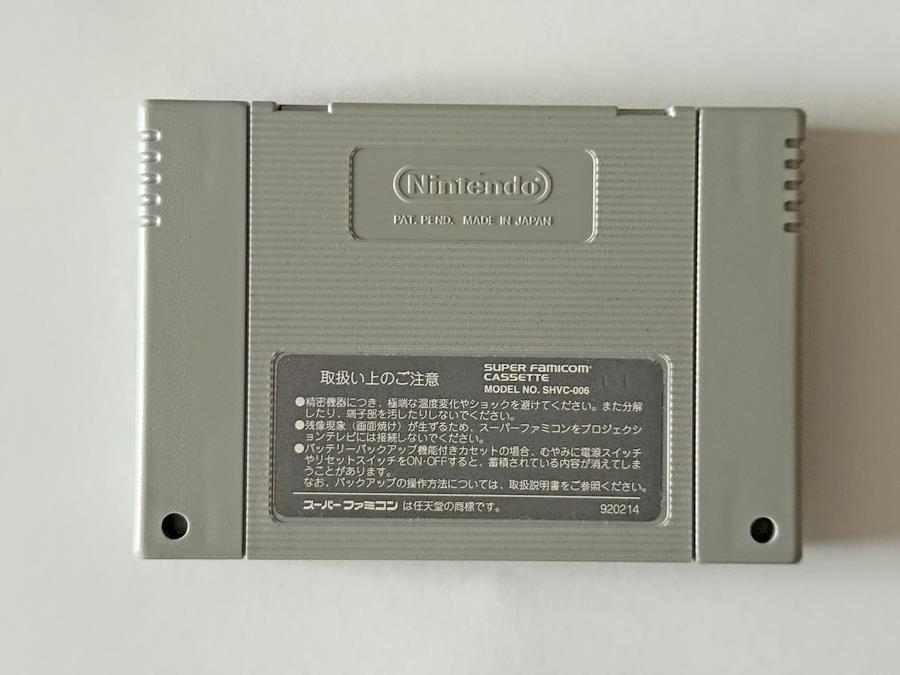 Nintendo®
PAT. PEND. MADE IN JAPAN
取扱い上のご注意
SUPER FAMICOM®
CASSETTE
MODEL NO. SHVC-006
●精密機器につき、極端な温度変化やショックを避けてください。また分解
したり、端子部を汚したりしないでください。
●残像現象（画面焼け）が生ずるため、スーパーファミコンをプロジェクシ
ョンテレビには接続しないでください。
●バッテリーバックアップ機能付きカセットの場合、むやみに電源スイッチ
やリセットスイッチをON·OFFすると、蓄積されている内容が消えてしま
うことがあります。
なお、バックアップの操作方法については、取扱説明書をご参照ください。
スーパーファミコン は任天堂の商標です。
920214